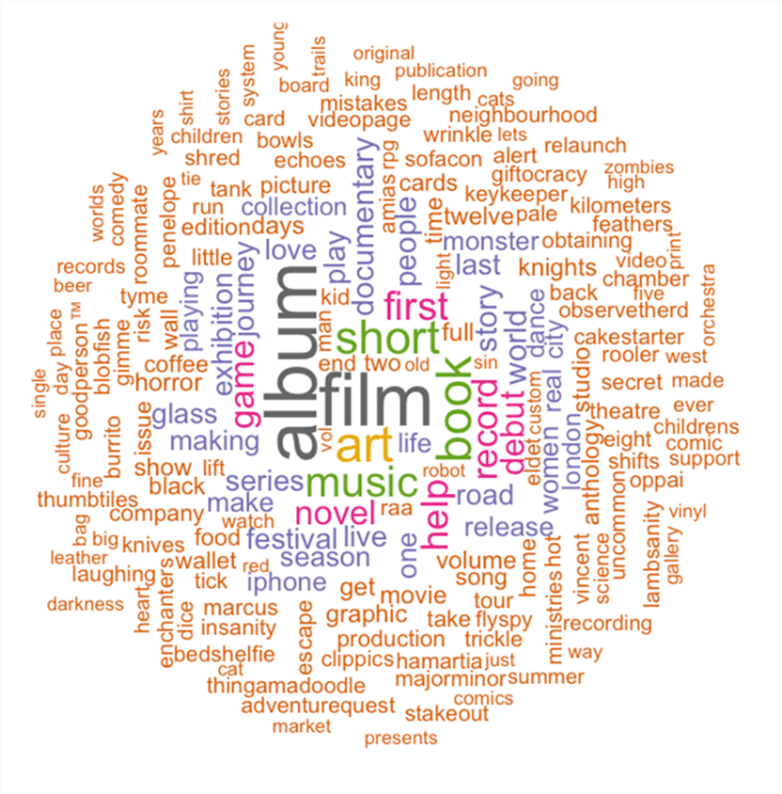 young
original
trails
publication
system
going
board
king
stories
length
cats
shirt
mistakes
neighbourhood
years
card
videopage
children
bowls
wrinkle
lets
relaunch
shred
echoes
documentary
rpg
sofacon
alert
zombies
giftocracy
high
worlds
comedy
roommate
penelope
tie
tank
picture
amias
cards
keykeeper
kilometers
run
collection
people
time
twelve
pale
feathers
edition
days
play
monster
obtaining
little
love
light
last
knights
video
print
records
chamber
beer
tyme
playing
exhibition
journey
album
kid
first
story
world
dance
back
five
orchestra
observetherd
place
goodperson™
blobfish
gimme
risk
wall
man
short
full
city
cakestarter
coffee
game
end
two
old
sin
rooler
west
single
day
horror
film
book
record
debut
eldet
custom
real
studio
secret
made
culture
burrito
issue
glass
theatre
ever
making
vol
art
life
women
london
anthology
eight
childrens
comic
show
lift
robot
shifts
support
fine
black
series
music
oppai
thumbtiles
make
road
bag
company
watch
novel
raa
help
uncommon
vinyl
big
knives
food
festival
live
release
lambsanity
gallery
leather
wallet
red
season
one
volume
home
hot
vincent
science
laughing
tick
iphone
song
get
movie
darkness
heart
enchanters
dice
marcus
graphic
tour
ministries
insanity
escape
take
flyspy
recording
production
trickle
bedshelfie
clippics
hamartia
just
way
cat
thingamadoodle
majorminor
summer
adventurequest
comics
stakeout
market
presents